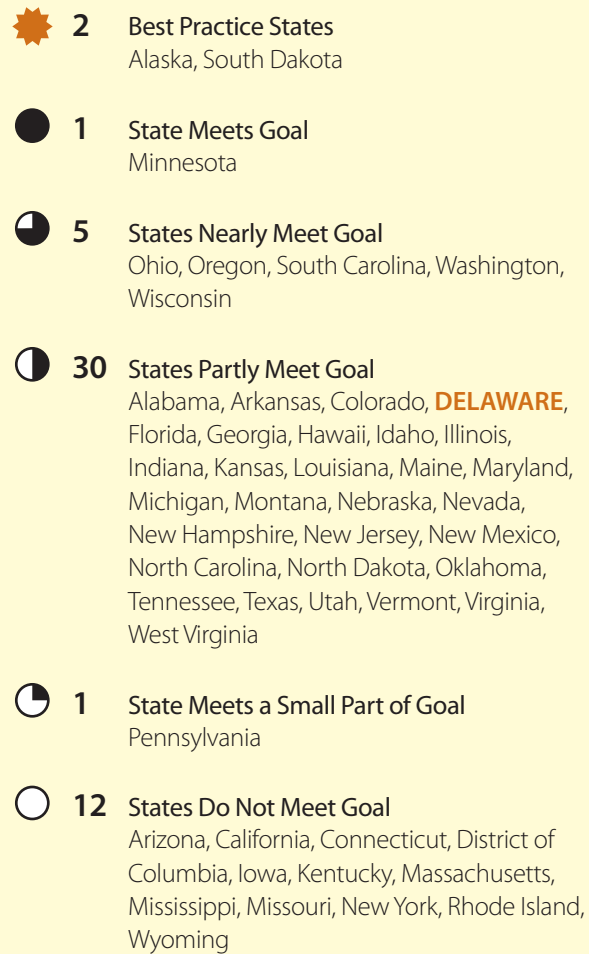 2 Best Practice States
Alaska, South Dakota
1 State Meets Goal
Minnesota
5 States Nearly Meet Goal
Ohio, Oregon, South Carolina, Washington,
Wisconsin
30 States Partly Meet Goal
Alabama, Arkansas, Colorado, DELAWARE,
Florida, Georgia, Hawaii, Idaho, Illinois,
Indiana, Kansas, Louisiana, Maine, Maryland,
Michigan, Montana, Nebraska, Nevada,
New Hampshire, New Jersey, New Mexico,
North Carolina, North Dakota, Oklahoma,
Tennessee, Texas, Utah, Vermont, Virginia,
West Virginia
1 State Meets a Small Part of Goal
Pennsylvania
12 States Do Not Meet Goal
Arizona, California, Connecticut, District of
Columbia, Iowa, Kentucky, Massachusetts,
Mississippi, Missouri, New York, Rhode Island,
Wyoming